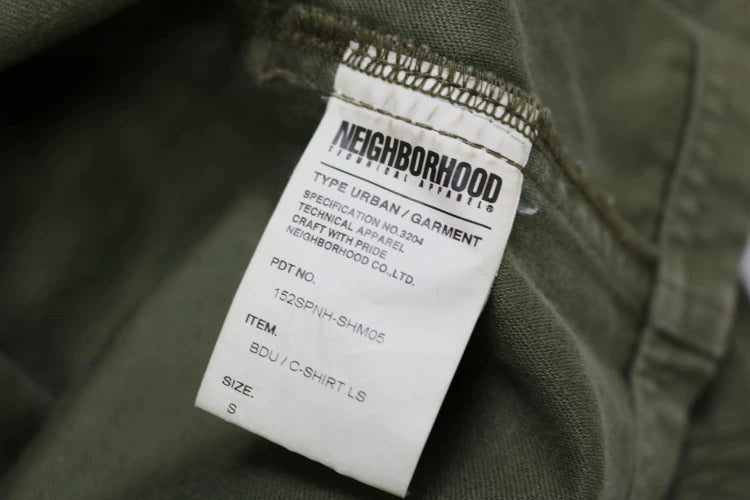 NEIGHBORHOOD
TECHNICAL APPAREL®
TYPE URBAN / GARMENT
SPECIFICATION NO.3204
TECHNICAL APPAREL
CRAFT WITH PRIDE
NEIGHBORHOOD CO.,LTD.
PDT NO.
152SPNH-SHM05
ITEM.
BDU / C-SHIRT.LS
SIZE.
S